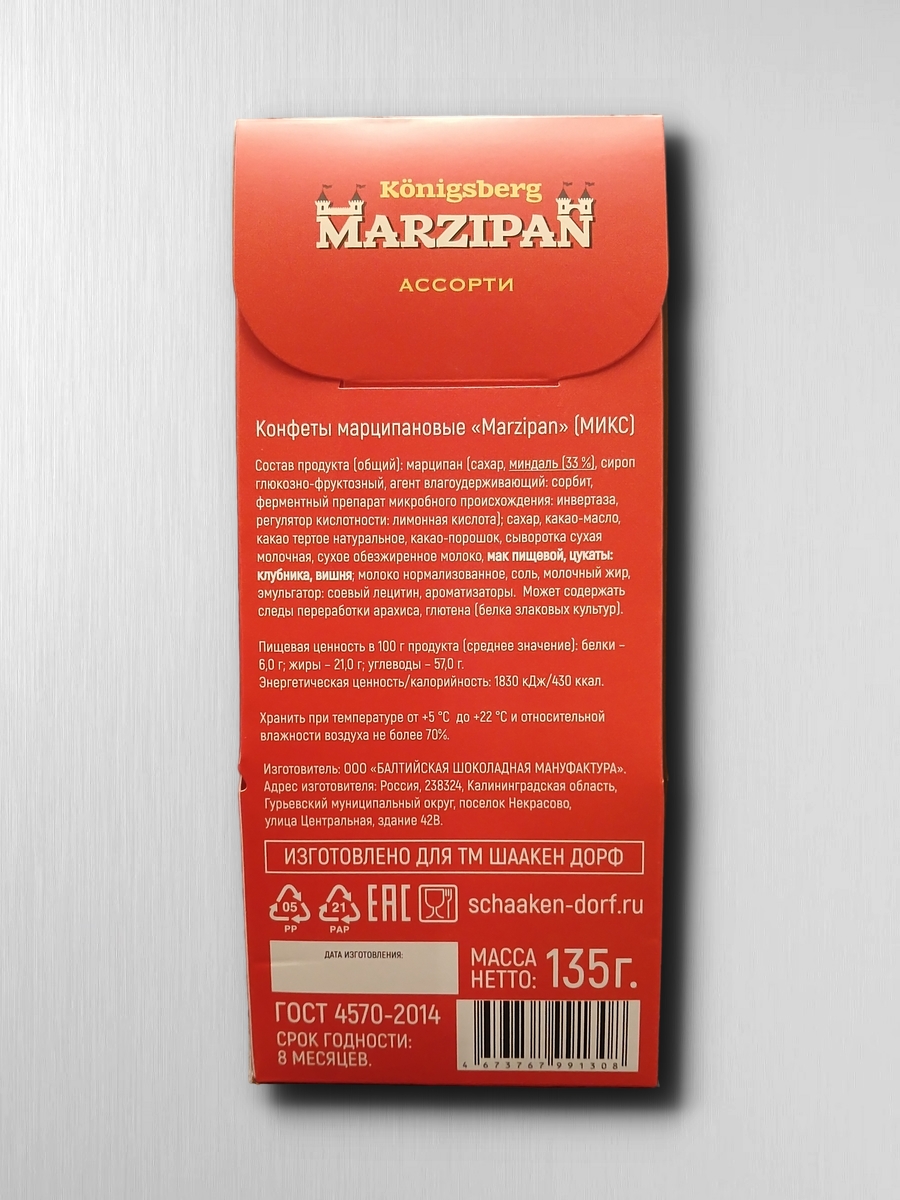 Königsberg
MARZIPAN
АССОРТИ
Конфеты марципановые «Marzipan» (МИКС)
Состав продукта (общий): марципан (сахар, миндаль (33 %), сироп
глюкозно-фруктозный, агент влагоудерживающий: сорбит,
ферментный препарат микробного происхождения: инвертаза,
регулятор кислотности: лимонная кислота); сахар, какао-масло,
какао тертое натуральное, какао-порошок, сыворотка сухая
молочная, сухое обезжиренное молоко, мак пищевой, цукаты:
клубника, вишня; молоко нормализованное, соль, молочный жир,
эмульгатор: соевый лецитин, ароматизаторы. Может содержать
следы переработки арахиса, глютена (белка злаковых культур).
Пищевая ценность в 100 г продукта (среднее значение): белки –
6,0 г; жиры – 21,0 г; углеводы – 57,0 г.
Энергетическая ценность/калорийность: 1830 кДж/430 ккал.
Хранить при температуре от +5 °С до +22 °С и относительной
влажности воздуха не более 70%.
Изготовитель: ООО «БАЛТИЙСКАЯ ШОКОЛАДНАЯ МАНУФАКТУРА».
Адрес изготовителя: Россия, 238324, Калининградская область,
Гурьевский муниципальный округ, поселок Некрасово,
улица Центральная, здание 42В.
ИЗГОТОВЛЕНО ДЛЯ ТМ ШААКЕН ДОРФ
05 21 ЕАС schaaken-dorf.ru
PP PAP
ДАТА ИЗГОТОВЛЕНИЯ:
МАССА
НЕТТО: 135г.
ГОСТ 4570-2014
СРОК ГОДНОСТИ:
8 МЕСЯЦЕВ.
4 673767 991308